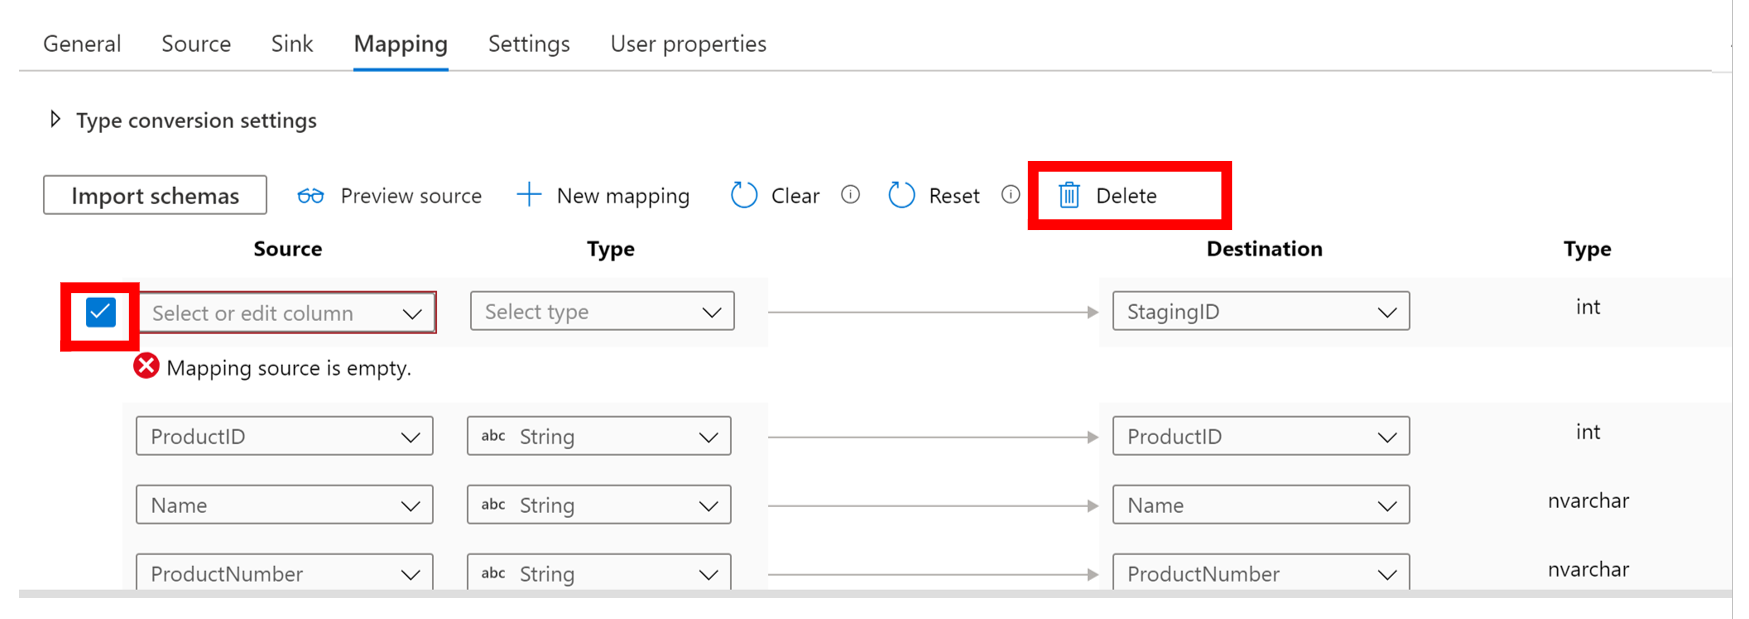 General Source Sink Mapping Settings User properties
Type conversion settings
Import schemas Preview source New mapping Clear Reset Delete
Source Type Destination Type
Select or edit column Select type StagingID int
Mapping source is empty.
ProductID abc String ProductID int
Name abc String Name nvarchar
ProductNumber abc String ProductNumber nvarchar